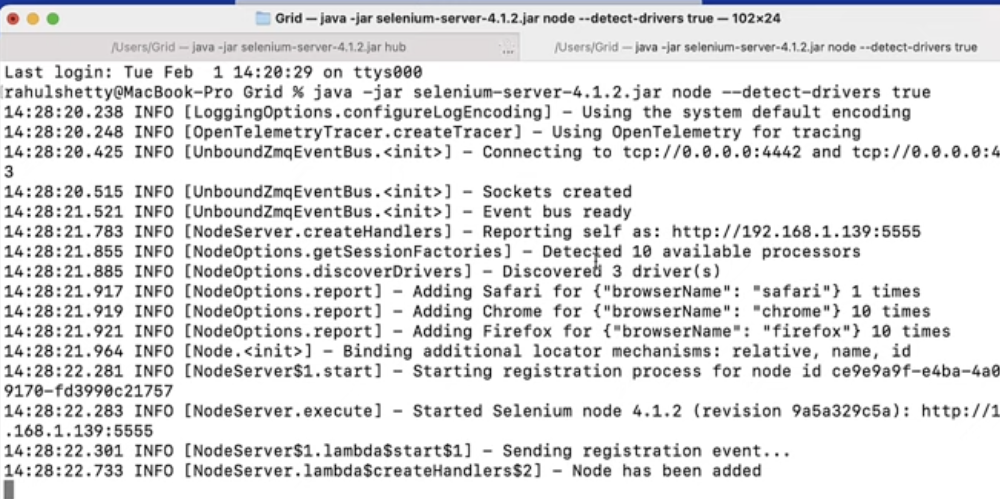 Grid — java -jar selenium-server-4.1.2.jar node --detect-drivers true — 102×24
/Users/Grid — java -jar selenium-server-4.1.2.jar hub ... /Users/Grid — java -jar selenium-server-4.1.2.jar node --detect-drivers true
Last login: Tue Feb  1 14:20:29 on ttys000
rahulshetty@MacBook-Pro Grid % java -jar selenium-server-4.1.2.jar node --detect-drivers true
14:28:20.238 INFO [LoggingOptions.configureLogEncoding] - Using the system default encoding
14:28:20.248 INFO [OpenTelemetryTracer.createTracer] - Using OpenTelemetry for tracing
14:28:20.425 INFO [UnboundZmqEventBus.<init>] - Connecting to tcp://0.0.0.0:4442 and tcp://0.0.0.0:4
3
14:28:20.515 INFO [UnboundZmqEventBus.<init>] - Sockets created
14:28:21.521 INFO [UnboundZmqEventBus.<init>] - Event bus ready
14:28:21.783 INFO [NodeServer.createHandlers] - Reporting self as: http://192.168.1.139:5555
14:28:21.855 INFO [NodeOptions.getSessionFactories] - Detected 10 available processors
14:28:21.885 INFO [NodeOptions.discoverDrivers] - Discovered 3 driver(s)
14:28:21.917 INFO [NodeOptions.report] - Adding Safari for {"browserName": "safari"} 1 times
14:28:21.919 INFO [NodeOptions.report] - Adding Chrome for {"browserName": "chrome"} 10 times
14:28:21.921 INFO [NodeOptions.report] - Adding Firefox for {"browserName": "firefox"} 10 times
14:28:21.964 INFO [Node.<init>] - Binding additional locator mechanisms: relative, name, id
14:28:22.281 INFO [NodeServer$1.start] - Starting registration process for node id ce9e9a9f-e4ba-4a0
9170-fd3990c21757
14:28:22.283 INFO [NodeServer.execute] - Started Selenium node 4.1.2 (revision 9a5a329c5a): http://1
.168.1.139:5555
14:28:22.301 INFO [NodeServer$1.lambda$start$1] - Sending registration event...
14:28:22.733 INFO [NodeServer.lambda$createHandlers$2] - Node has been added